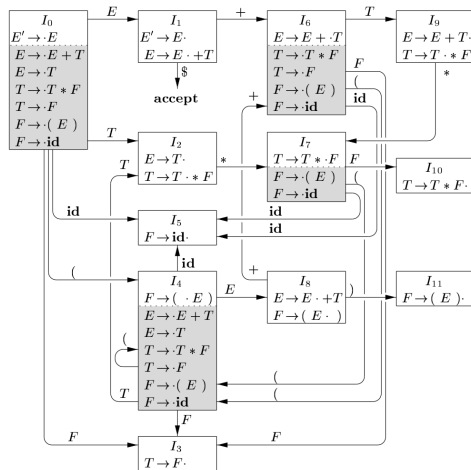 I₀
E′ → ·E
E → ·E + T
E → ·T
T → ·T * F
T → ·F
F → ·( E )
F → ·id
E
I₁
E′ → E·
E → E · +T
$
accept
+
I₆
E → E + ·T
T → ·T * F
T → ·F
F → ·( E )
F → ·id
T
I₉
E → E + T·
T → T · *F
*
F
(
id
+
T
I₂
E → T·
T → T · * F
*
T
I₇
T → T * ·F
F → ·( E )
F → ·id
F
(
I₁₀
T → T * F·
id
I₅
F → id·
id
id
id
(
I₄
F → ( · E )
E → ·E + T
E → ·T
T → ·T * F
T → ·F
F → ·( E )
F → ·id
(
T
E
+
I₈
E → E · +T
F → ( E · )
)
I₁₁
F → ( E )·
(
(
F
F
I₃
T → F·
F